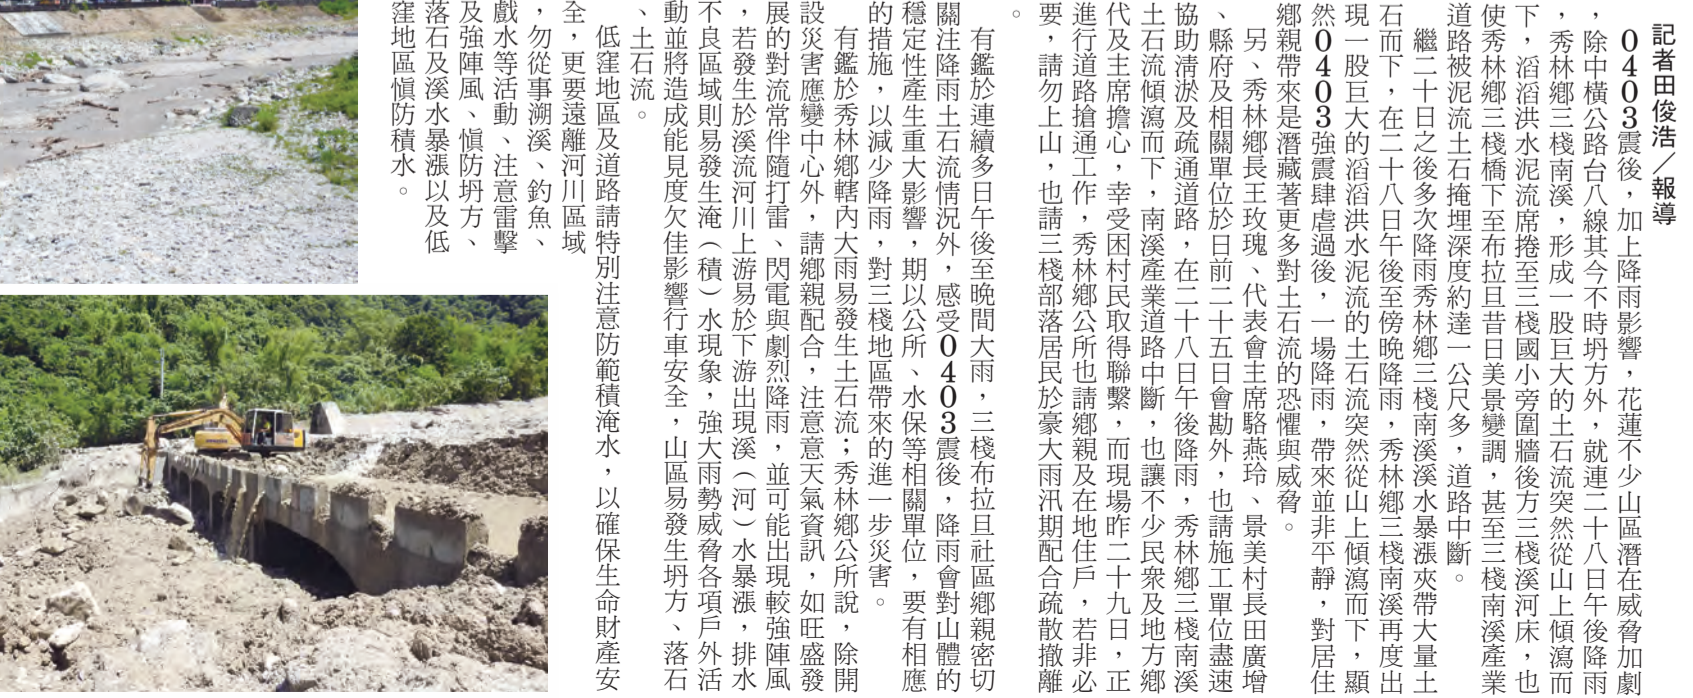 記者田俊浩／報導
0403震後，加上降雨影響，花蓮不少山區潛在威脅加劇
，除中橫公路台八線其今不時坍方外，就連二十八日午後降雨
，秀林鄉三棧南溪，形成一股巨大的土石流突然從山上傾瀉而
下，滔滔洪水泥流席捲至三棧國小旁圍牆後方三棧溪河床，也
使秀林鄉三棧橋下至布拉旦昔日美景變調，甚至三棧南溪產業
道路被泥流土石掩埋深度約達一公尺多，道路中斷。
繼二十日之後多次降雨秀林鄉三棧南溪溪水暴漲夾帶大量土
石而下，在二十八日午後至傍晚降雨，秀林鄉三棧南溪再度出
現一股巨大的滔滔洪水泥流的土石流突然從山上傾瀉而下，顯
然0403強震肆虐過後，一場降雨，帶來並非平靜，對居住
鄉親帶來是潛藏著更多對土石流的恐懼與威脅。
另、秀林鄉長王玫瑰、代表會主席駱燕玲、景美村長田廣增
、縣府及相關單位於日前二十五日會勘外，也請施工單位盡速
協助清淤及疏通道路，在二十八日午後降雨，秀林鄉三棧南溪
土石流傾瀉而下，南溪產業道路中斷，也讓不少民眾及地方鄉
代及主席擔心，幸受困村民取得聯繫，而現場昨二十九日，正
進行道路搶通工作，秀林鄉公所也請鄉親及在地住戶，若非必
要，請勿上山，也請三棧部落居民於豪大雨汛期配合疏散撤離
。
有鑑於連續多日午後至晚間大雨，三棧布拉旦社區鄉親密切
關注降雨土石流情況外，感受0403震後，降雨會對山體的
穩定性產生重大影響，期以公所、水保等相關單位，要有相應
的措施，以減少降雨，對三棧地區帶來的進一步災害。
有鑑於秀林鄉轄內大雨易發生土石流；秀林鄉公所說，除開
設災害應變中心外，請鄉親配合，注意意天氣資訊，如旺盛發
展的對流常伴隨打雷、閃電與劇烈降雨，並可能出現較強陣風
，若發生於溪流河川上游易於下游出現溪（河）水暴漲，排水
不良區域則易發生淹（積）水現象，強大雨勢威脅各項戶外活
動並將造成能見度欠佳影響行車安全，山區易發生坍方、落石
、土石流。
低窪地區及道路請特別注意防範積淹水，以確保生命財產安
全，更要遠離河川區域
，勿從事溯溪、釣魚、
戲水等活動、注意雷擊
及強陣風、慎防坍方、
落石及溪水暴漲以及低
窪地區慎防積水。